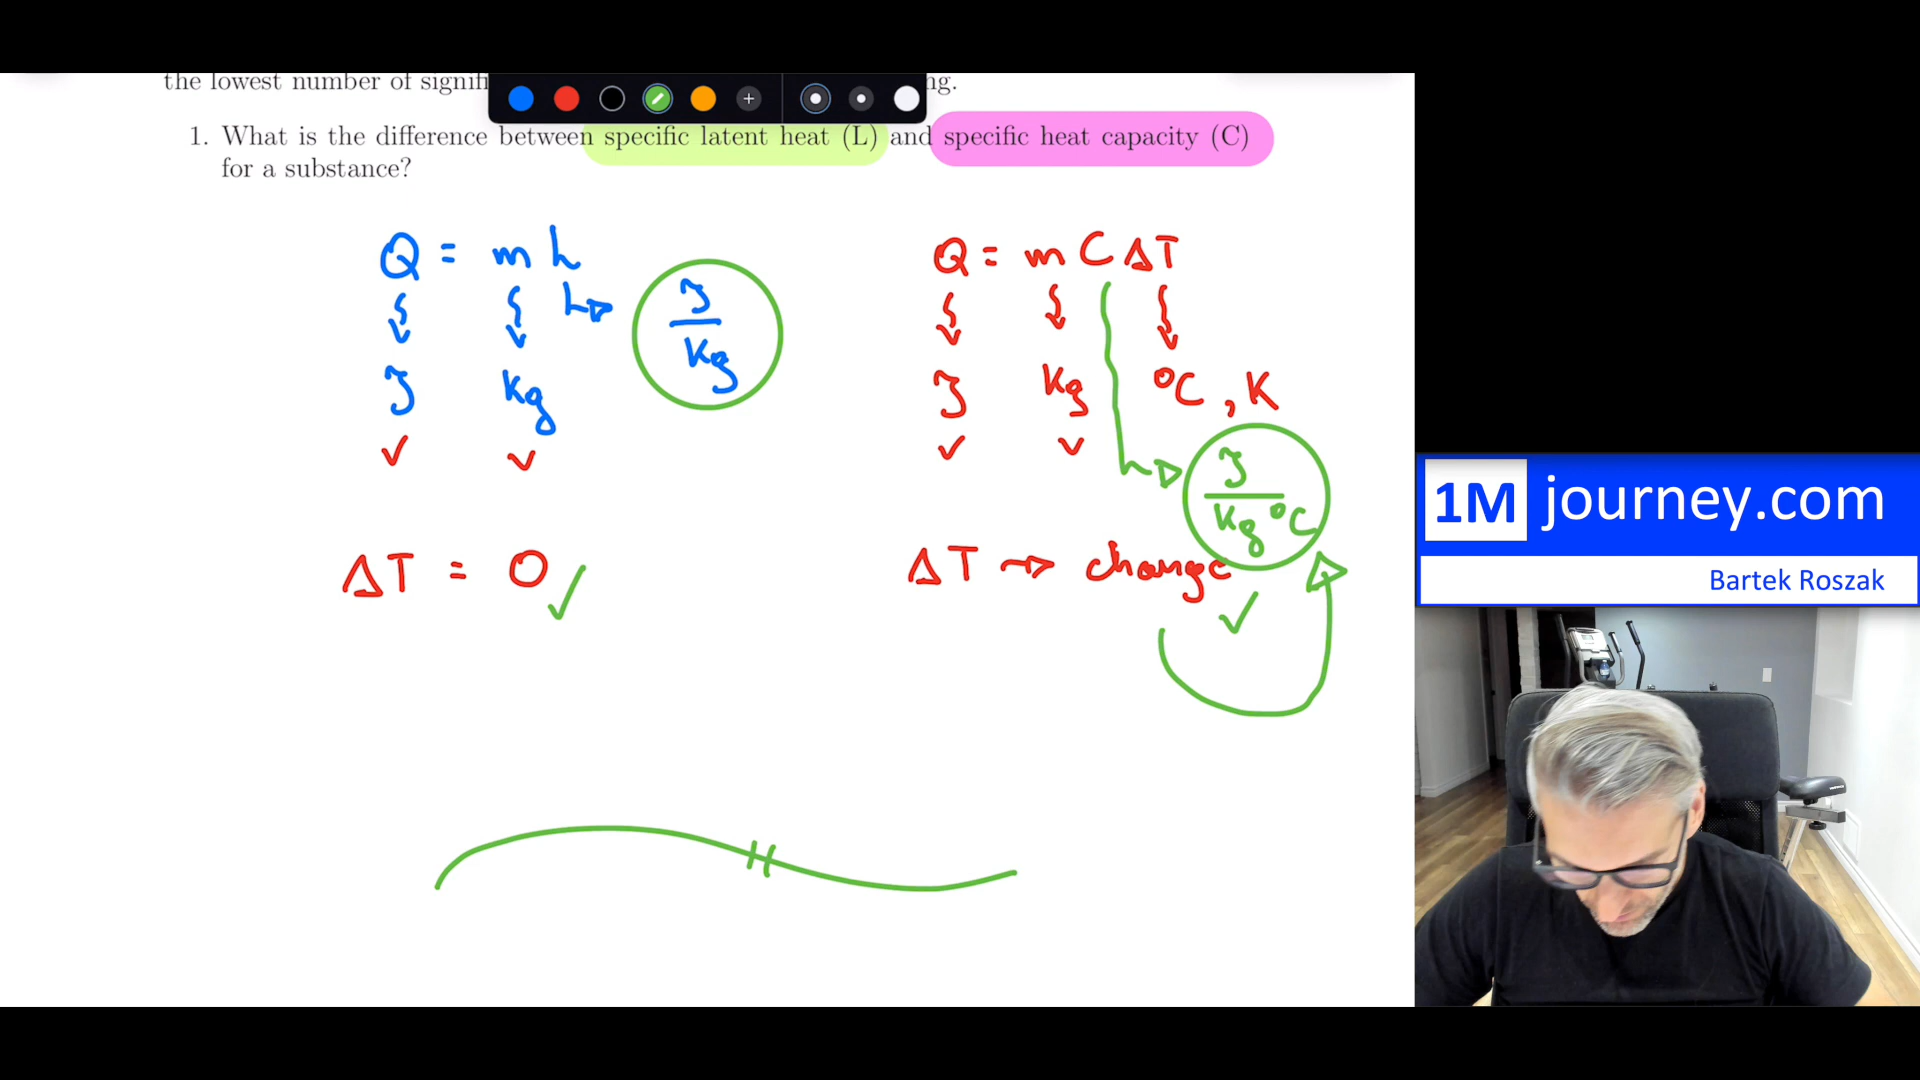 the lowest number of signifi ng.
1. What is the difference between specific latent heat (L) and specific heat capacity (C)
for a substance?
Q = m L
J
kg
J
kg
ΔT = 0
Q = m C ΔT
J
kg
°C, K
J
kg °C
ΔT → change
1M journey.com
Bartek Roszak